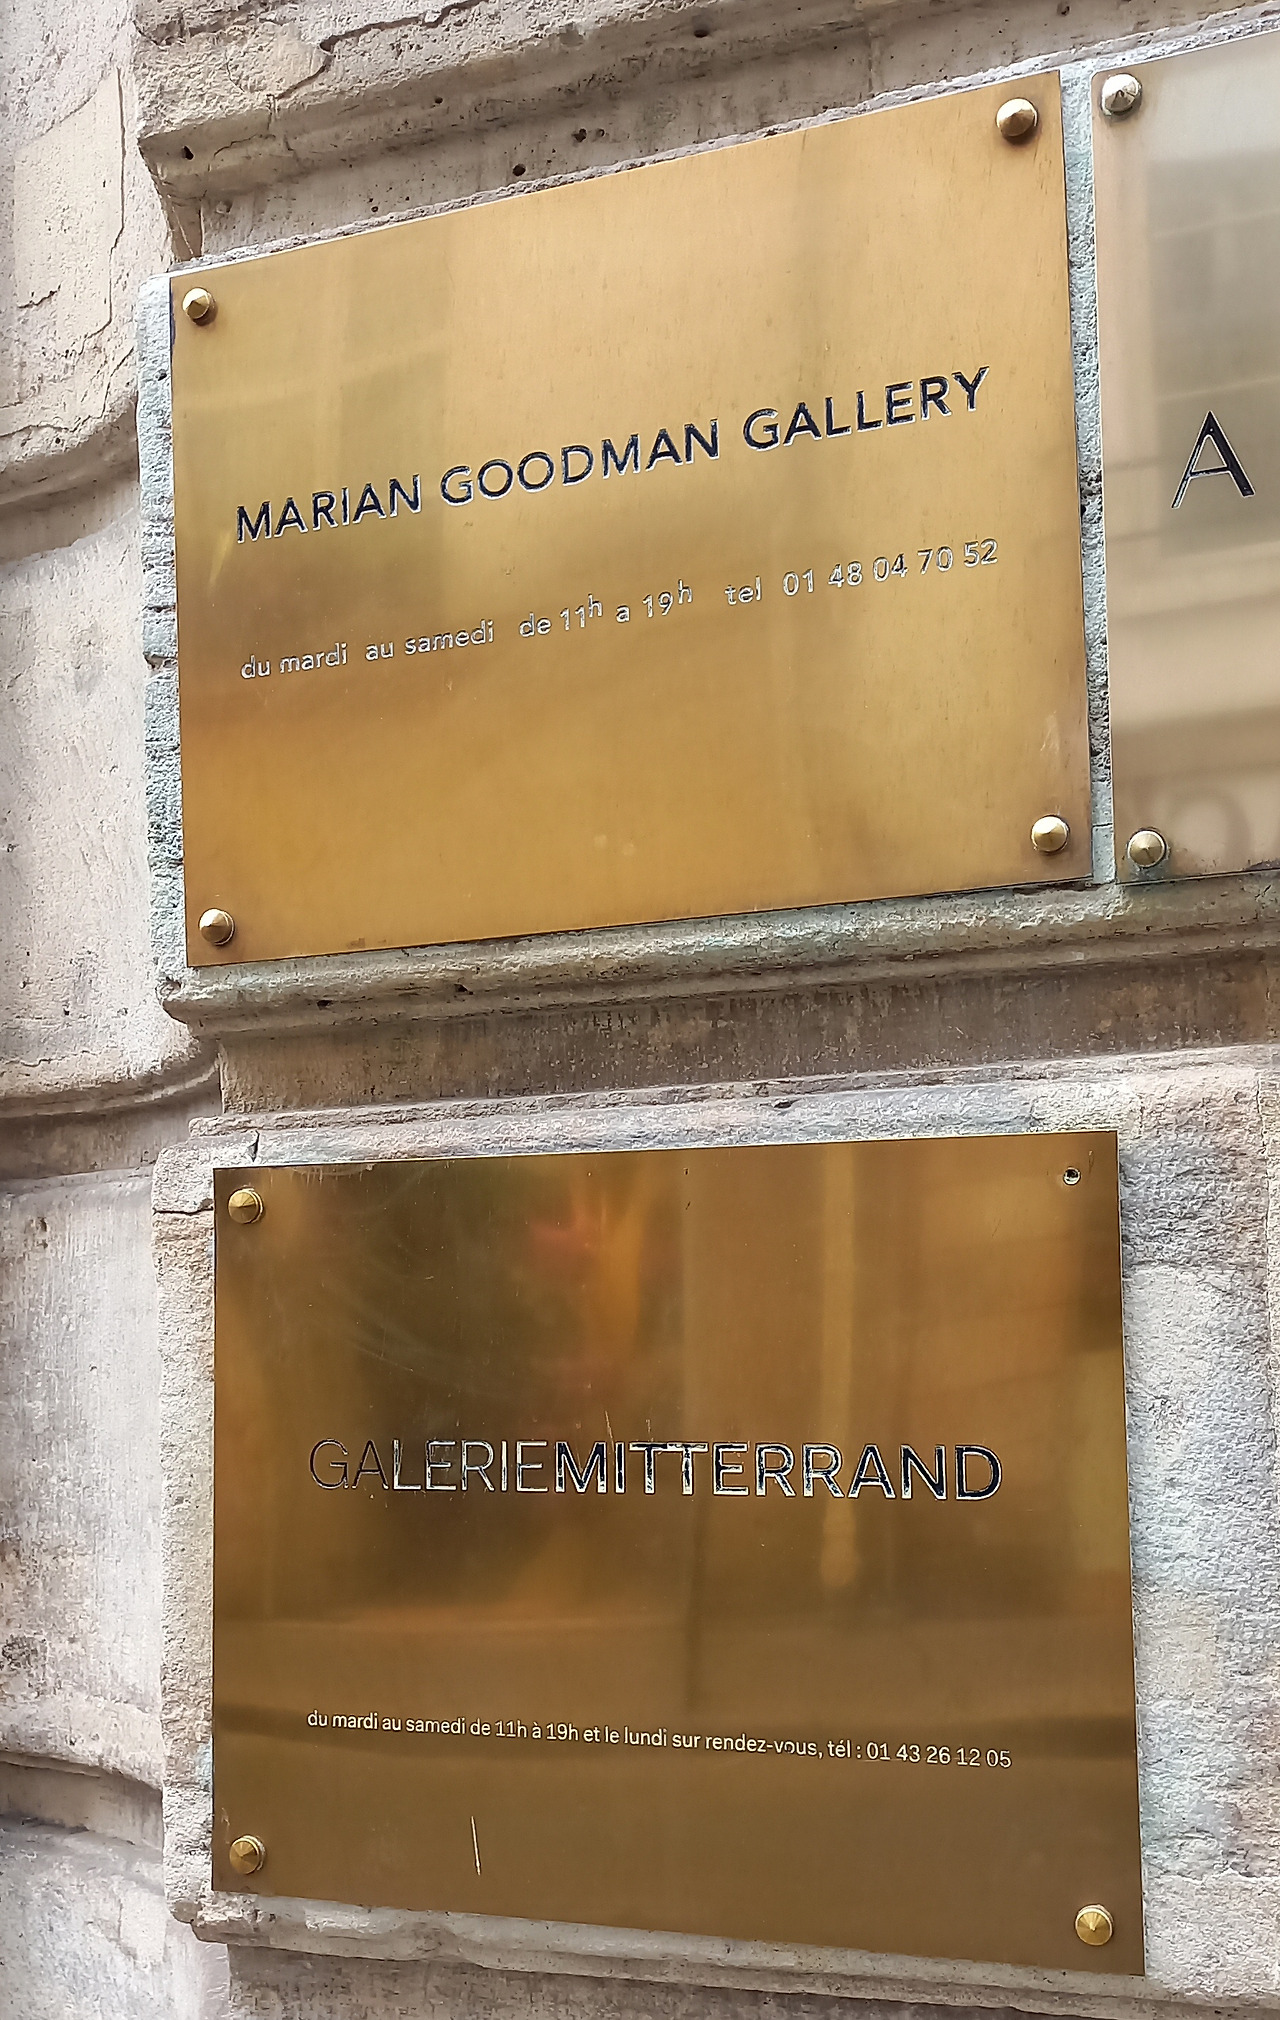 MARIAN GOODMAN GALLERY
du mardi au samedi de 11h a 19h tel 01 48 04 70 52
A
GALERIEMITTERRAND
du mardi au samedi de 11h à 19h et le lundi sur rendez-vous, tél : 01 43 26 12 05